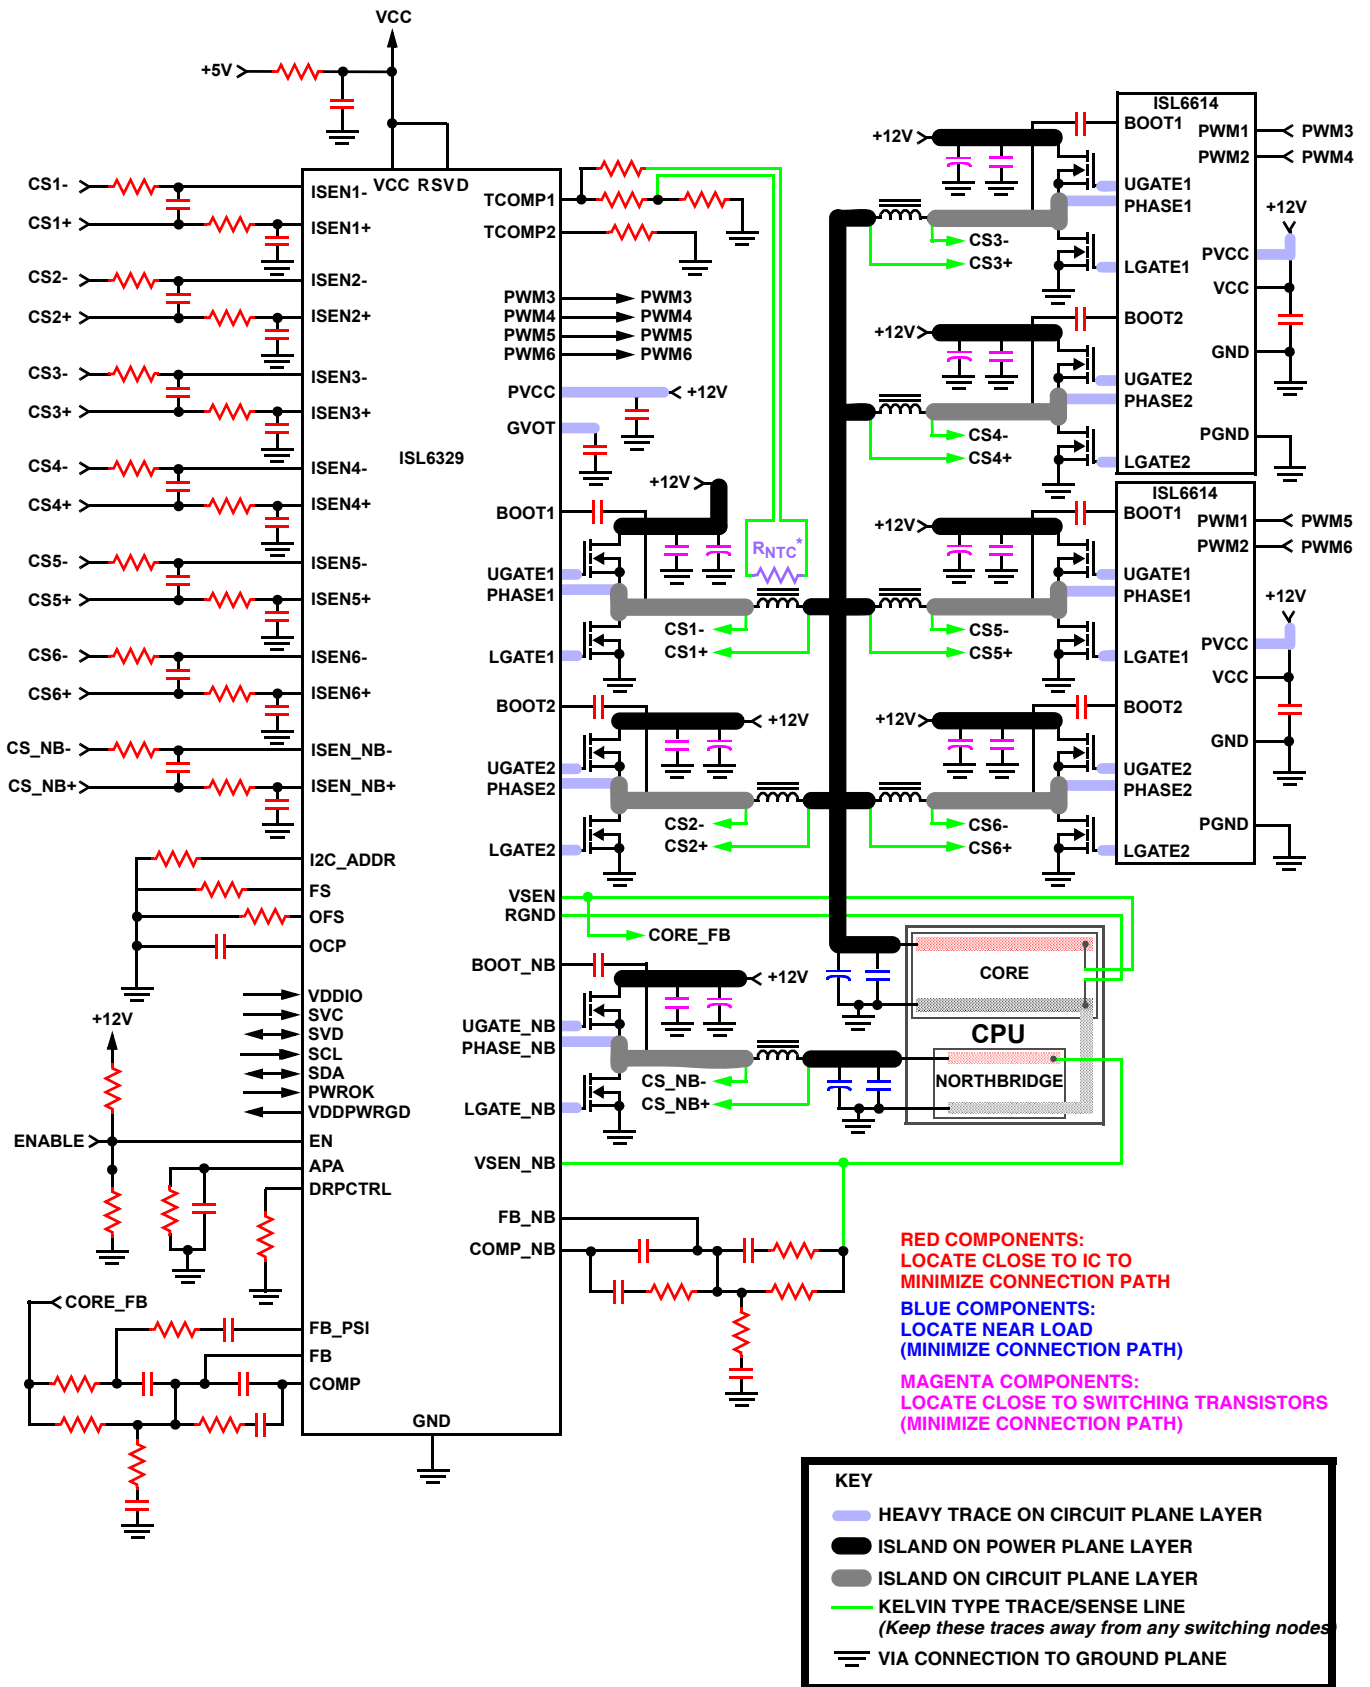 VCC
+5V
VCC RSVD
CS1-
CS1+
CS2-
CS2+
CS3-
CS3+
CS4-
CS4+
CS5-
CS5+
CS6-
CS6+
CS_NB-
CS_NB+
ISEN1-
ISEN1+
ISEN2-
ISEN2+
ISEN3-
ISEN3+
ISEN4-
ISEN4+
ISEN5-
ISEN5+
ISEN6-
ISEN6+
ISEN_NB-
ISEN_NB+
I2C_ADDR
FS
OFS
OCP
VDDIO
SVC
SVD
SCL
SDA
PWROK
VDDPWRGD
+12V
ENABLE
EN
APA
DRPCTRL
CORE_FB
FB_PSI
FB
COMP
GND
ISL6329
TCOMP1
TCOMP2
PWM3
PWM4
PWM5
PWM6
PWM3
PWM4
PWM5
PWM6
PVCC
+12V
GVOT
+12V
BOOT1
UGATE1
PHASE1
LGATE1
RNTC*
CS1-
CS1+
BOOT2
+12V
UGATE2
PHASE2
LGATE2
CS2-
CS2+
VSEN
RGND
CORE_FB
BOOT_NB
+12V
UGATE_NB
PHASE_NB
LGATE_NB
CS_NB-
CS_NB+
VSEN_NB
FB_NB
COMP_NB
ISL6614
+12V
BOOT1
PWM1
PWM3
PWM2
PWM4
UGATE1
PHASE1
+12V
CS3-
CS3+
PVCC
LGATE1
VCC
+12V
BOOT2
GND
UGATE2
PHASE2
CS4-
CS4+
PGND
LGATE2
ISL6614
+12V
BOOT1
PWM1
PWM5
PWM2
PWM6
UGATE1
PHASE1
+12V
CS5-
CS5+
PVCC
LGATE1
VCC
+12V
BOOT2
GND
UGATE2
PHASE2
CS6-
CS6+
PGND
LGATE2
CORE
CPU
NORTHBRIDGE
RED COMPONENTS:
LOCATE CLOSE TO IC TO
MINIMIZE CONNECTION PATH
BLUE COMPONENTS:
LOCATE NEAR LOAD
(MINIMIZE CONNECTION PATH)
MAGENTA COMPONENTS:
LOCATE CLOSE TO SWITCHING TRANSISTORS
(MINIMIZE CONNECTION PATH)
KEY
HEAVY TRACE ON CIRCUIT PLANE LAYER
ISLAND ON POWER PLANE LAYER
ISLAND ON CIRCUIT PLANE LAYER
KELVIN TYPE TRACE/SENSE LINE
(Keep these traces away from any switching nodes)
VIA CONNECTION TO GROUND PLANE